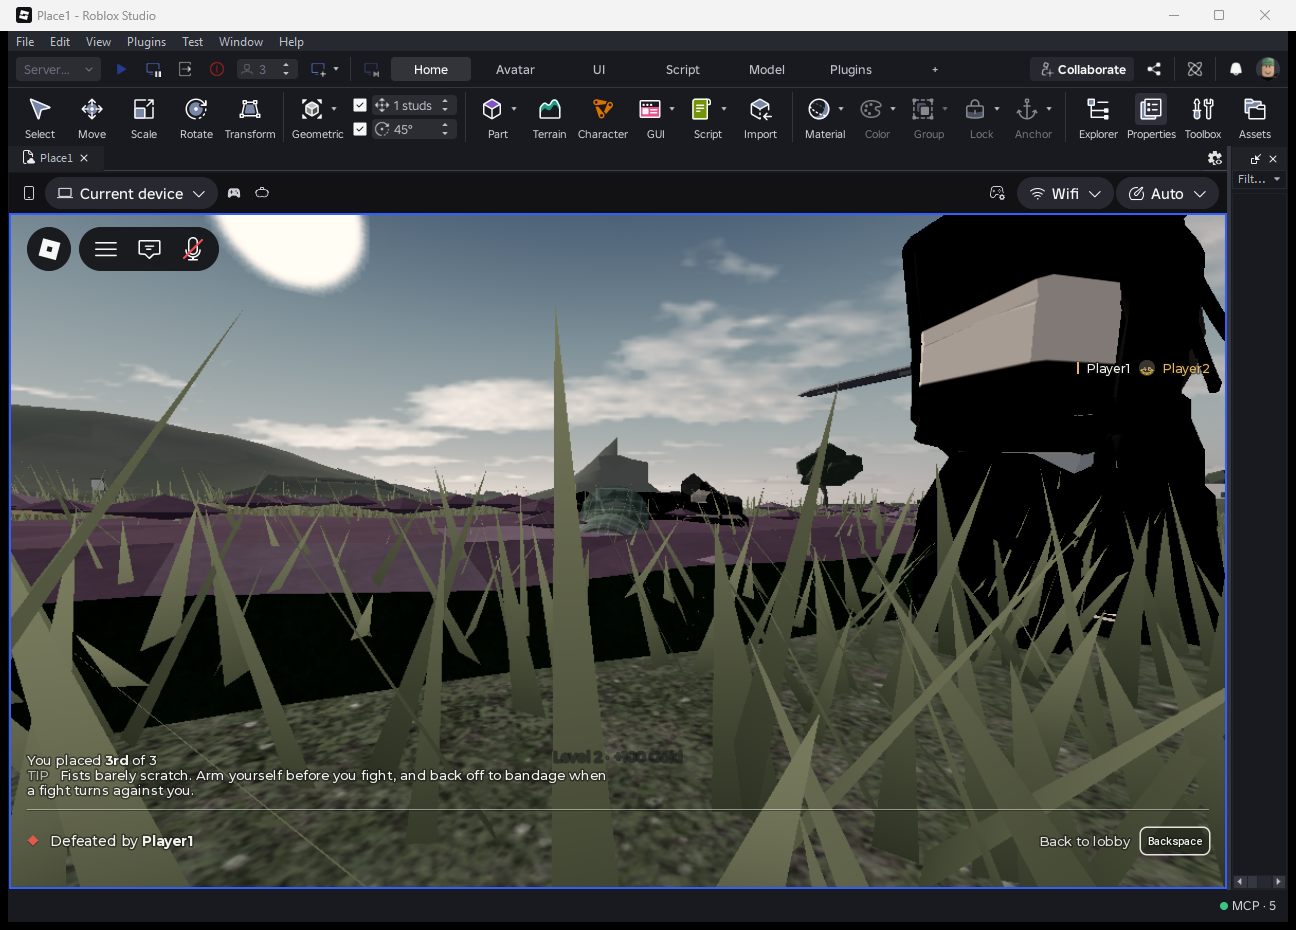 Place1 - Roblox Studio
File Edit View Plugins Test Window Help
Server... 3 Home Avatar UI Script Model Plugins + Collaborate
1 studs
45°
Select Move Scale Rotate Transform Geometric Part Terrain Character GUI Script Import Material Color Group Lock Anchor Explorer Properties Toolbox Assets
Place1
Filt...
Current device Wifi Auto
Player1 Player2
Level 2 · +100 Gold
You placed 3rd of 3
TIP Fists barely scratch. Arm yourself before you fight, and back off to bandage when
a fight turns against you.
Defeated by Player1 Back to lobby Backspace
MCP · 5